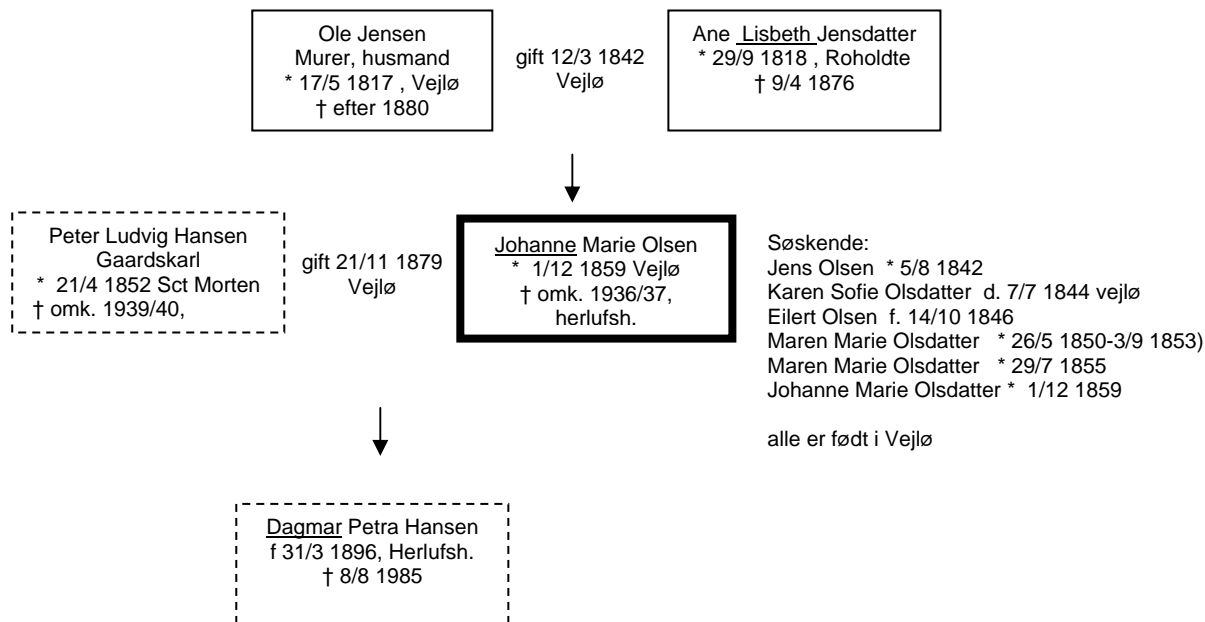 Ole Jensen
Murer, husmand
* 17/5 1817 , Vejlø
† efter 1880
gift 12/3 1842
Vejlø
Ane Lisbeth Jensdatter
* 29/9 1818 , Roholdte
† 9/4 1876
Peter Ludvig Hansen
Gaardskarl
* 21/4 1852 Sct Morten
† omk. 1939/40,
gift 21/11 1879
Vejlø
Johanne Marie Olsen
* 1/12 1859 Vejlø
† omk. 1936/37,
herlufsh.
Søskende:
Jens Olsen * 5/8 1842
Karen Sofie Olsdatter d. 7/7 1844 vejlø
Eilert Olsen f. 14/10 1846
Maren Marie Olsdatter * 26/5 1850-3/9 1853)
Maren Marie Olsdatter * 29/7 1855
Johanne Marie Olsdatter * 1/12 1859
alle er født i Vejlø
Dagmar Petra Hansen
f 31/3 1896, Herlufsh.
† 8/8 1985